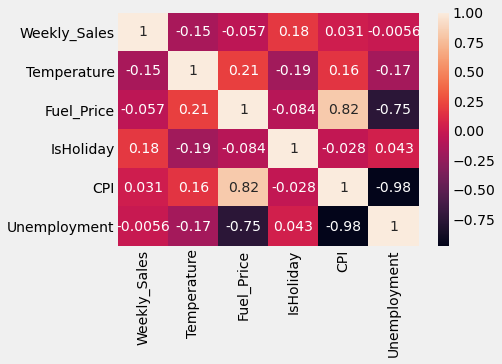 Weekly_Sales 1 -0.15 -0.057 0.18 0.031 -0.0056
Temperature -0.15 1 0.21 -0.19 0.16 -0.17
Fuel_Price -0.057 0.21 1 -0.084 0.82 -0.75
IsHoliday 0.18 -0.19 -0.084 1 -0.028 0.043
CPI 0.031 0.16 0.82 -0.028 1 -0.98
Unemployment -0.0056 -0.17 -0.75 0.043 -0.98 1
Weekly_Sales
Temperature
Fuel_Price
IsHoliday
CPI
Unemployment
1.00
0.75
0.50
0.25
0.00
−0.25
−0.50
−0.75